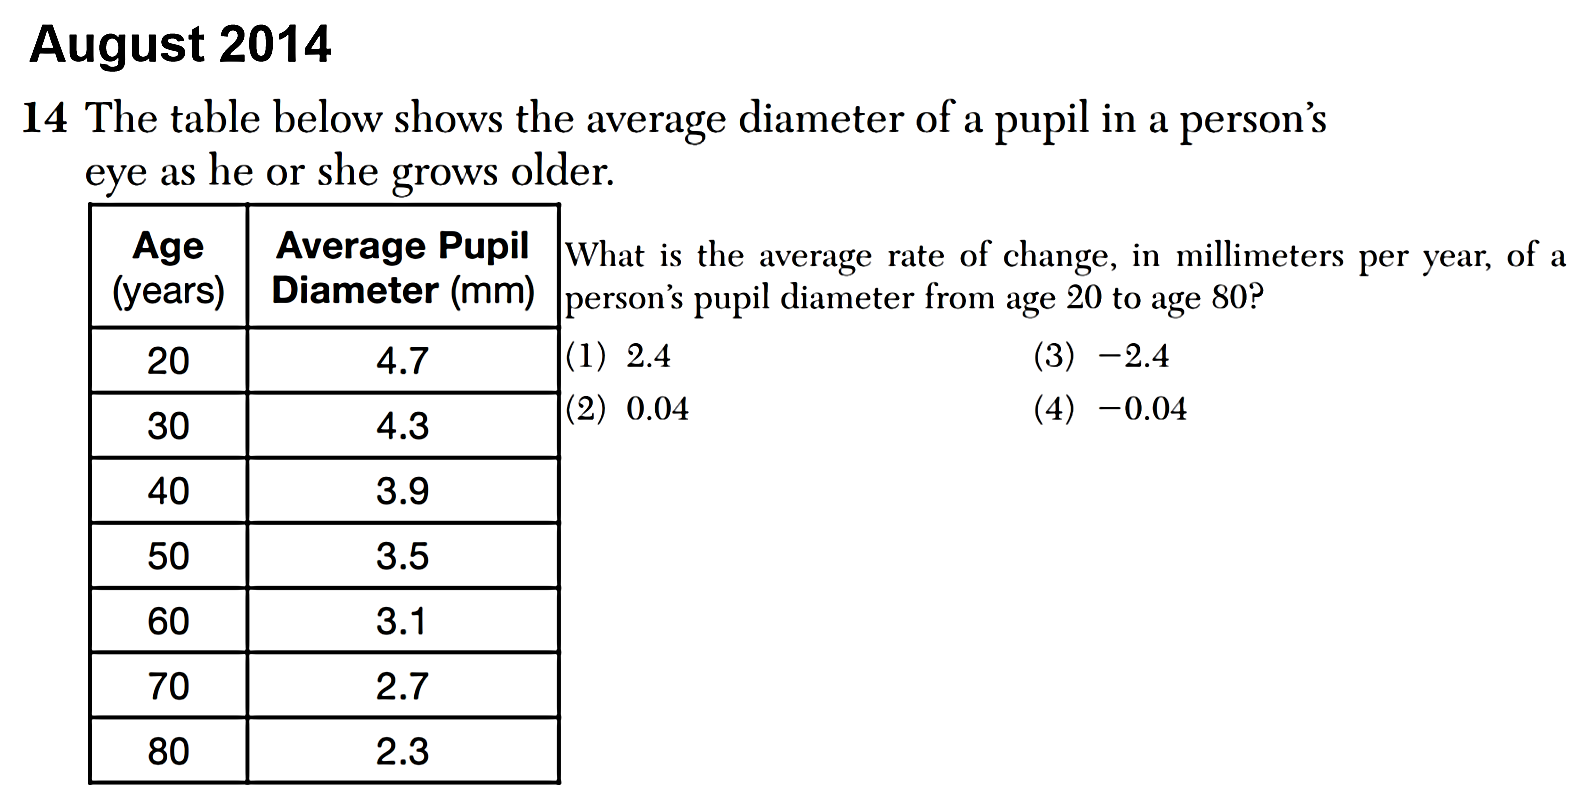 August 2014
14 The table below shows the average diameter of a pupil in a person’s
eye as he or she grows older.
Age Average Pupil
(years) Diameter (mm)
20 4.7
30 4.3
40 3.9
50 3.5
60 3.1
70 2.7
80 2.3
What is the average rate of change, in millimeters per year, of a
person’s pupil diameter from age 20 to age 80?
(1) 2.4 (3) −2.4
(2) 0.04 (4) −0.04